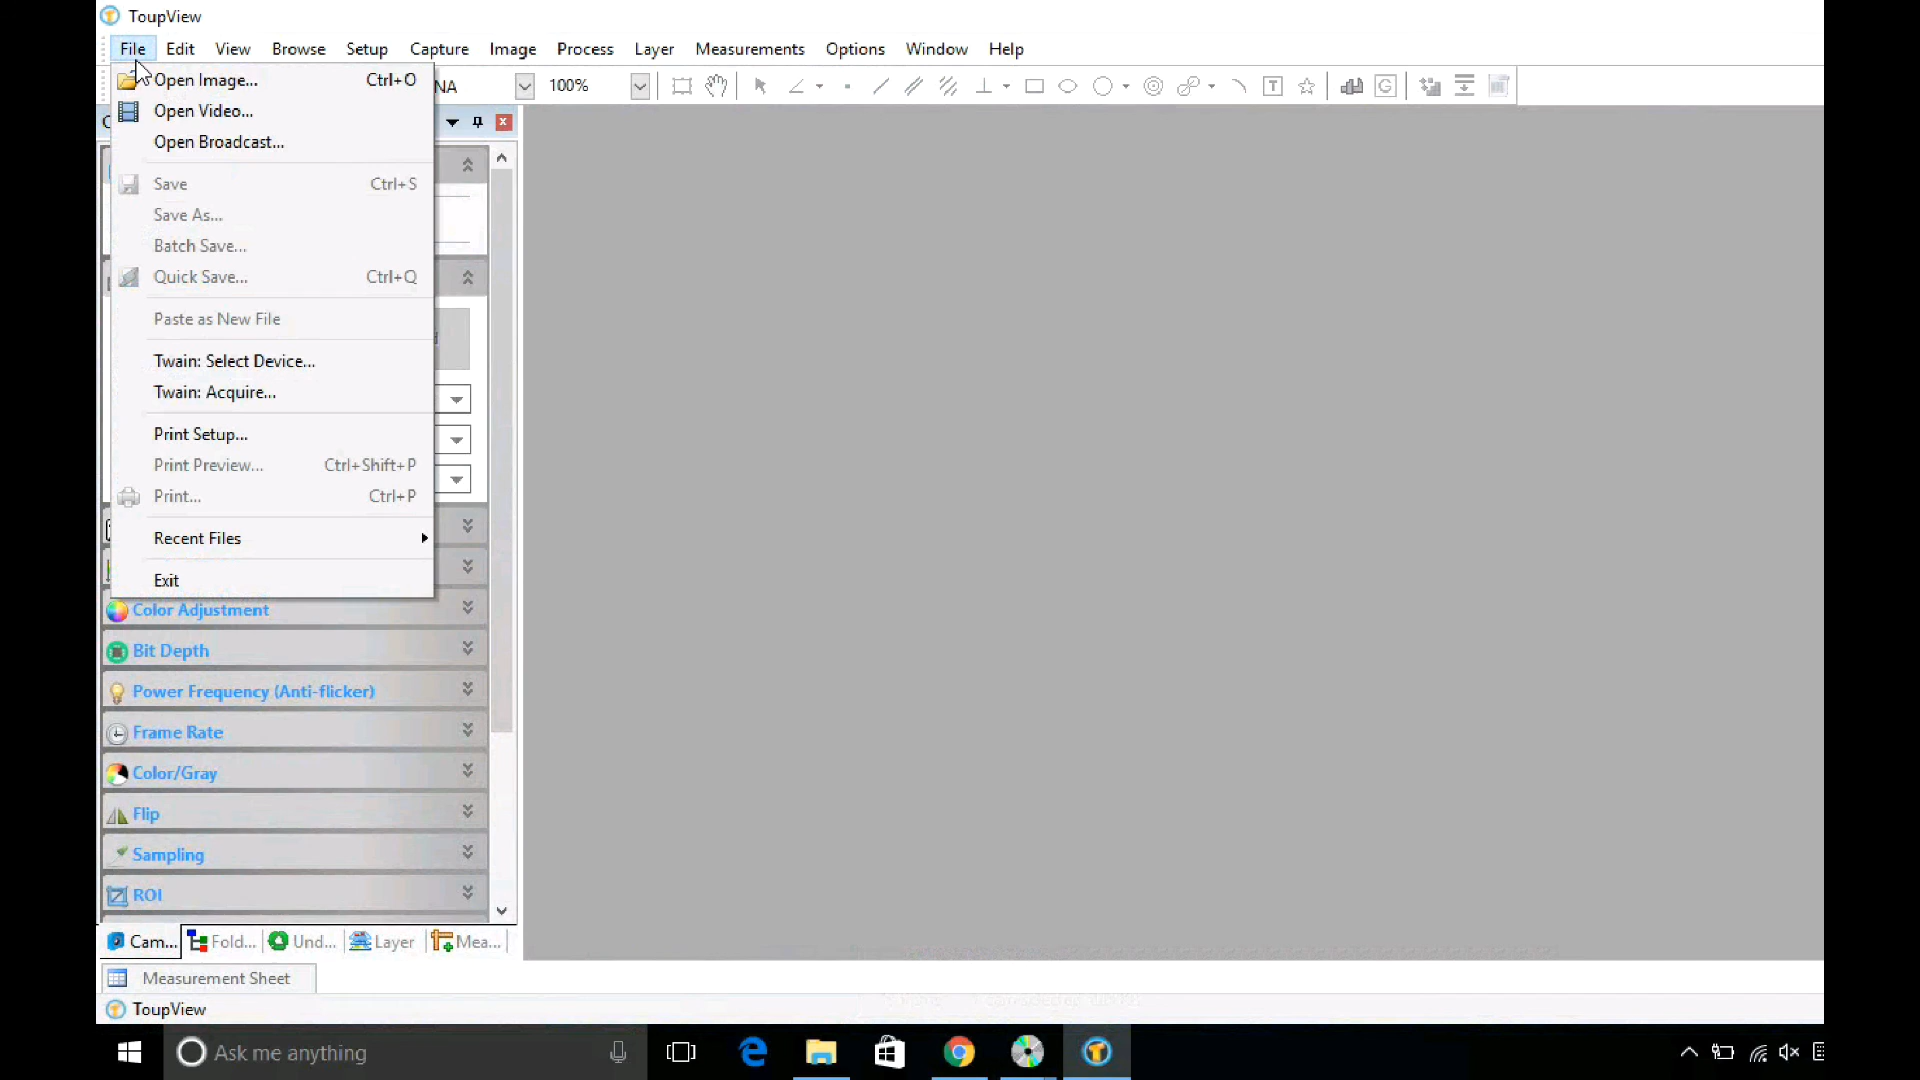 ToupView
File Edit View Browse Setup Capture Image Process Layer Measurements Options Window Help
Open Image... Ctrl+O
NA 100%
Open Video...
Open Broadcast...
Save Ctrl+S
Save As...
Batch Save...
Quick Save... Ctrl+Q
Paste as New File
Twain: Select Device...
Twain: Acquire...
Print Setup...
Print Preview... Ctrl+Shift+P
Print... Ctrl+P
Recent Files
Exit
Color Adjustment
Bit Depth
Power Frequency (Anti-flicker)
Frame Rate
Color/Gray
Flip
Sampling
ROI
Cam... Fold... Und... Layer Mea...
Measurement Sheet
ToupView
Ask me anything